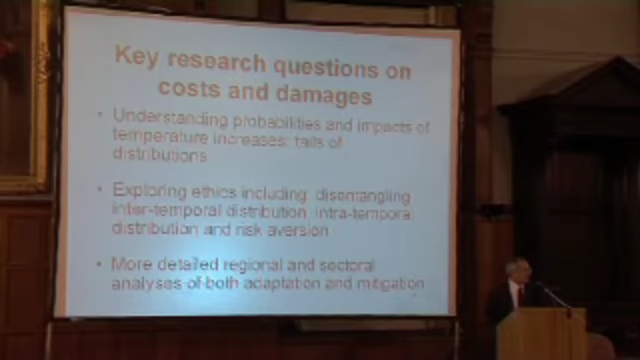 Key research questions on
costs and damages
• Understanding probabilities and impacts of
temperature increases: tails of
distributions
• Exploring ethics including: disentangling
inter-temporal distribution, intra-temporal
distribution and risk aversion
• More detailed regional and sectoral
analyses of both adaptation and mitigation